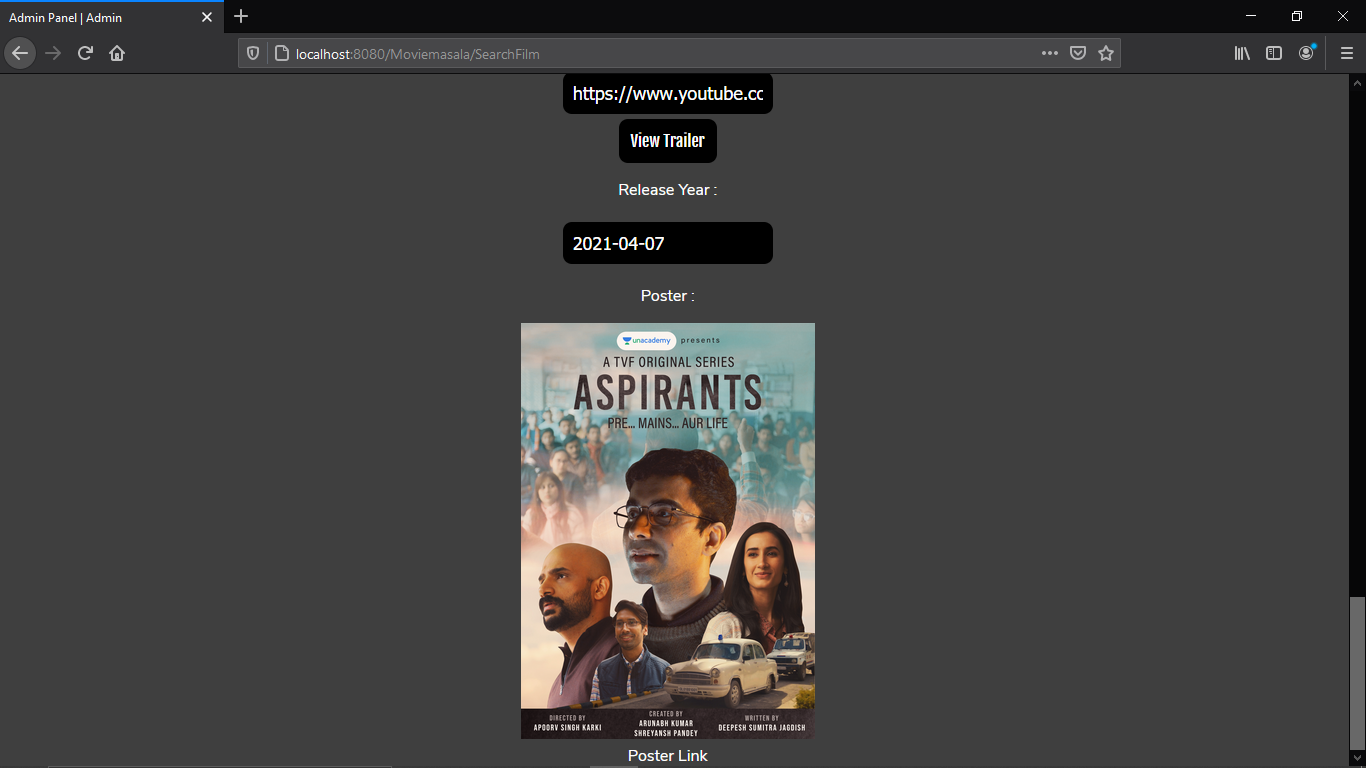 Admin Panel | Admin
localhost:8080/Moviemasala/SearchFilm
https://www.youtube.cc
View Trailer
Release Year :
2021-04-07
Poster :
unacademy presents
A TVF ORIGINAL SERIES
ASPIRANTS
PRE... MAINS... AUR LIFE
DIRECTED BY
APOORV SINGH KARKI
CREATED BY
ARUNABH KUMAR
SHREYANSH PANDEY
WRITTEN BY
DEEPESH SUMITRA JAGDISH
Poster Link